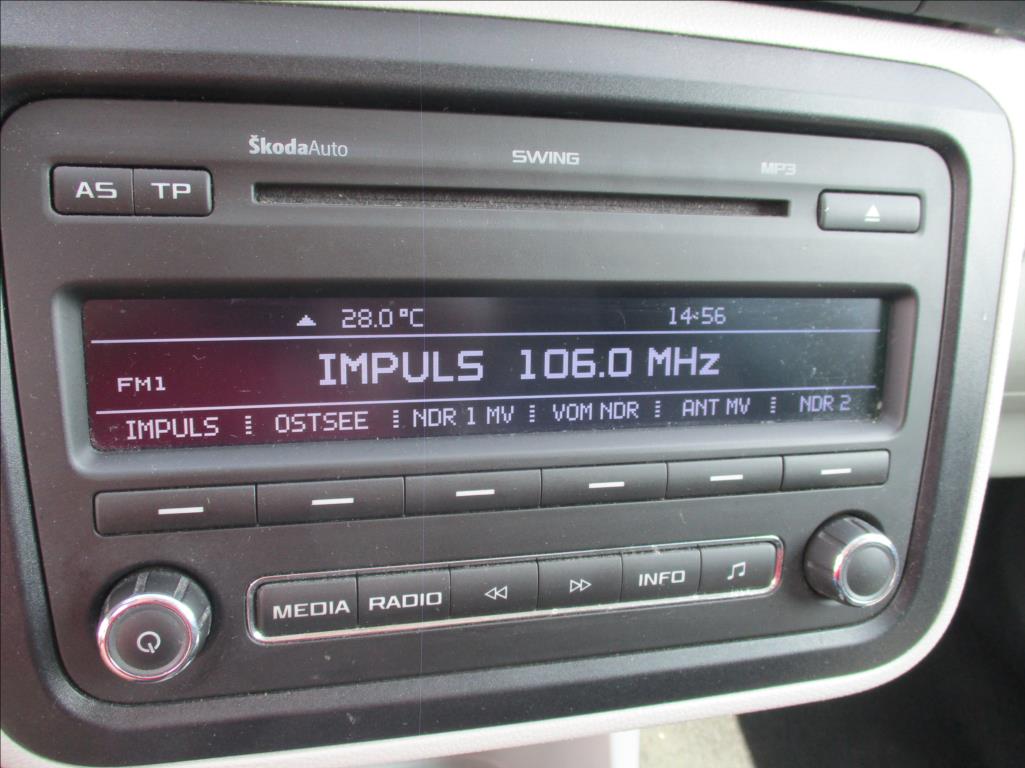 ŠkodaAuto SWING MP3
AS TP
28.0°C 14:56
FM1 IMPULS 106.0 MHz
IMPULS OSTSEE NDR 1 MV VOM NDR ANT MV NDR 2
MEDIA RADIO INFO